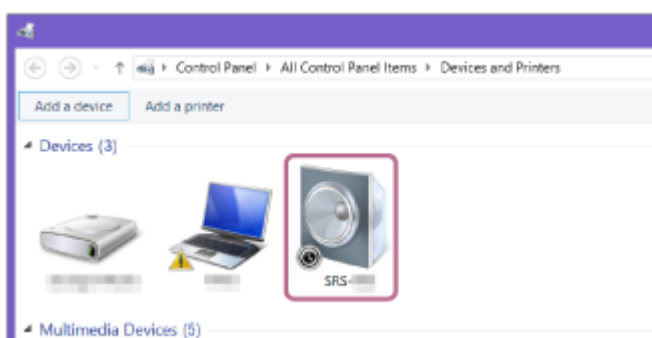 Control Panel ▸ All Control Panel Items ▸ Devices and Printers
Add a device Add a printer
Devices (3)
SRS-
Multimedia Devices (5)